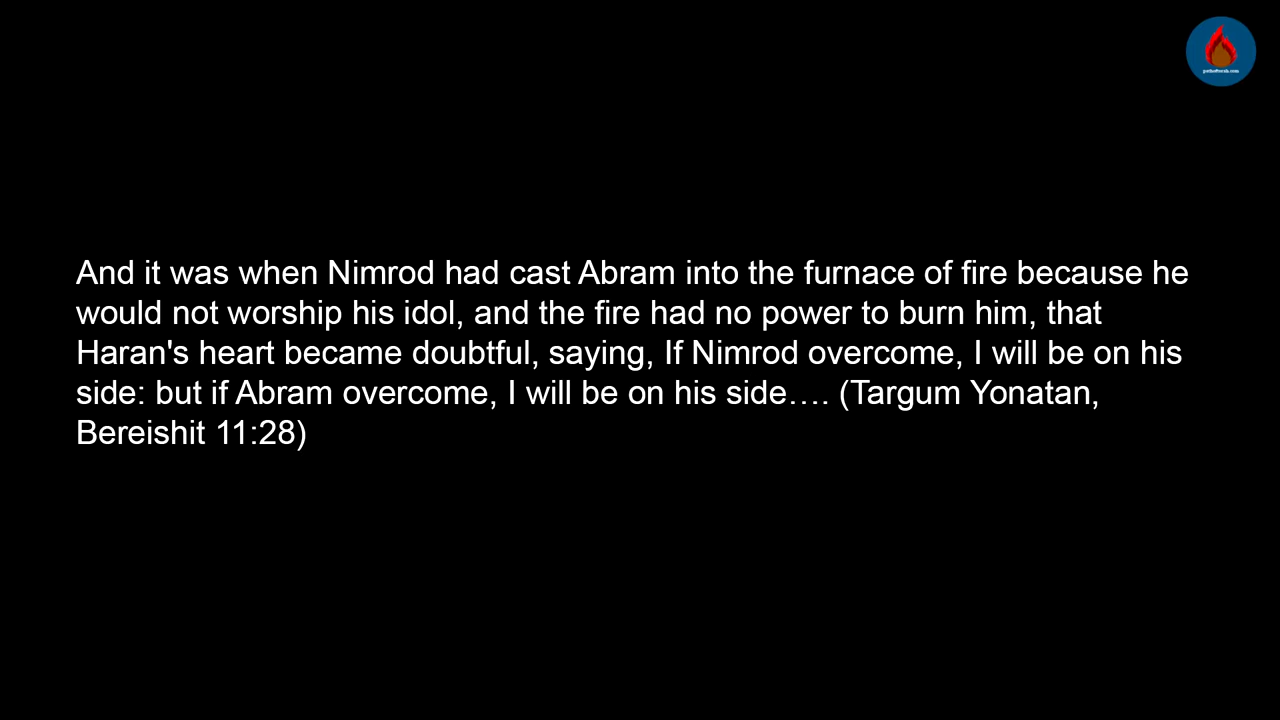 And it was when Nimrod had cast Abram into the furnace of fire because he
would not worship his idol, and the fire had no power to burn him, that
Haran's heart became doubtful, saying, If Nimrod overcome, I will be on his
side: but if Abram overcome, I will be on his side…. (Targum Yonatan,
Bereishit 11:28)